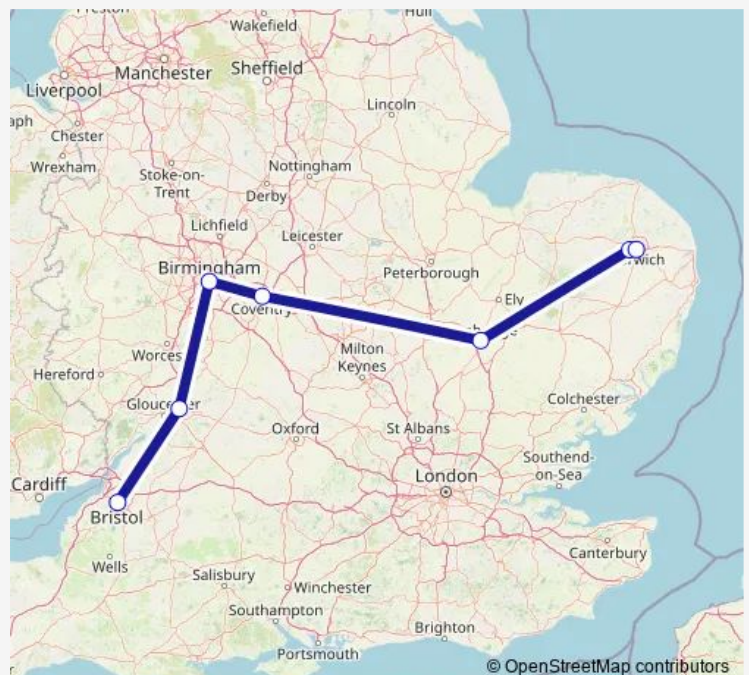 Hull
Wakefield
Manchester
Sheffield
Liverpool
Lincoln
Chester
Wrexham
Stoke-on-
Trent
Nottingham
Derby
Lichfield
Leicester
Birmingham
Peterborough
Ely
Coventry
Worces
Milton
Keynes
Hereford
Colchester
Oxford
St Albans
Southend-
on-Sea
Cardiff
London
Bristol
Canterbury
Wells
Salisbury
Winchester
Southampton
Brighton
Portsmouth
© OpenStreetMap contributors